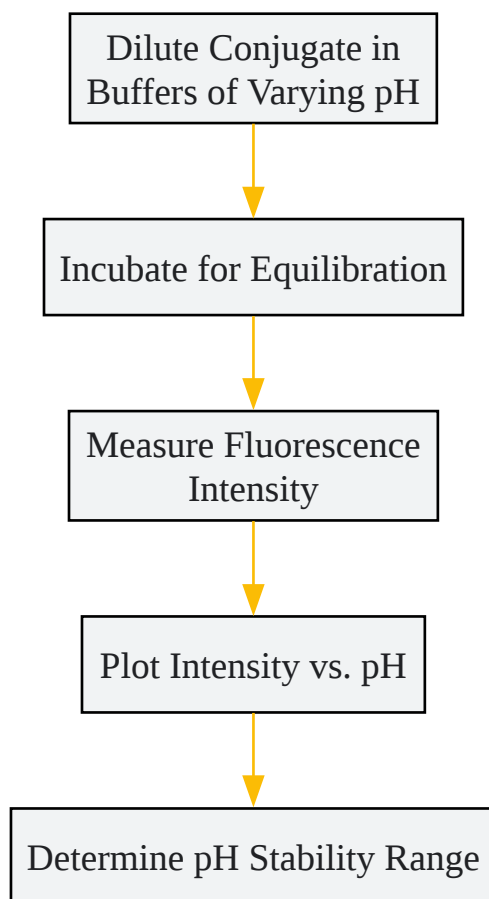 Dilute Conjugate in
Buffers of Varying pH
Incubate for Equilibration
Measure Fluorescence
Intensity
Plot Intensity vs. pH
Determine pH Stability Range